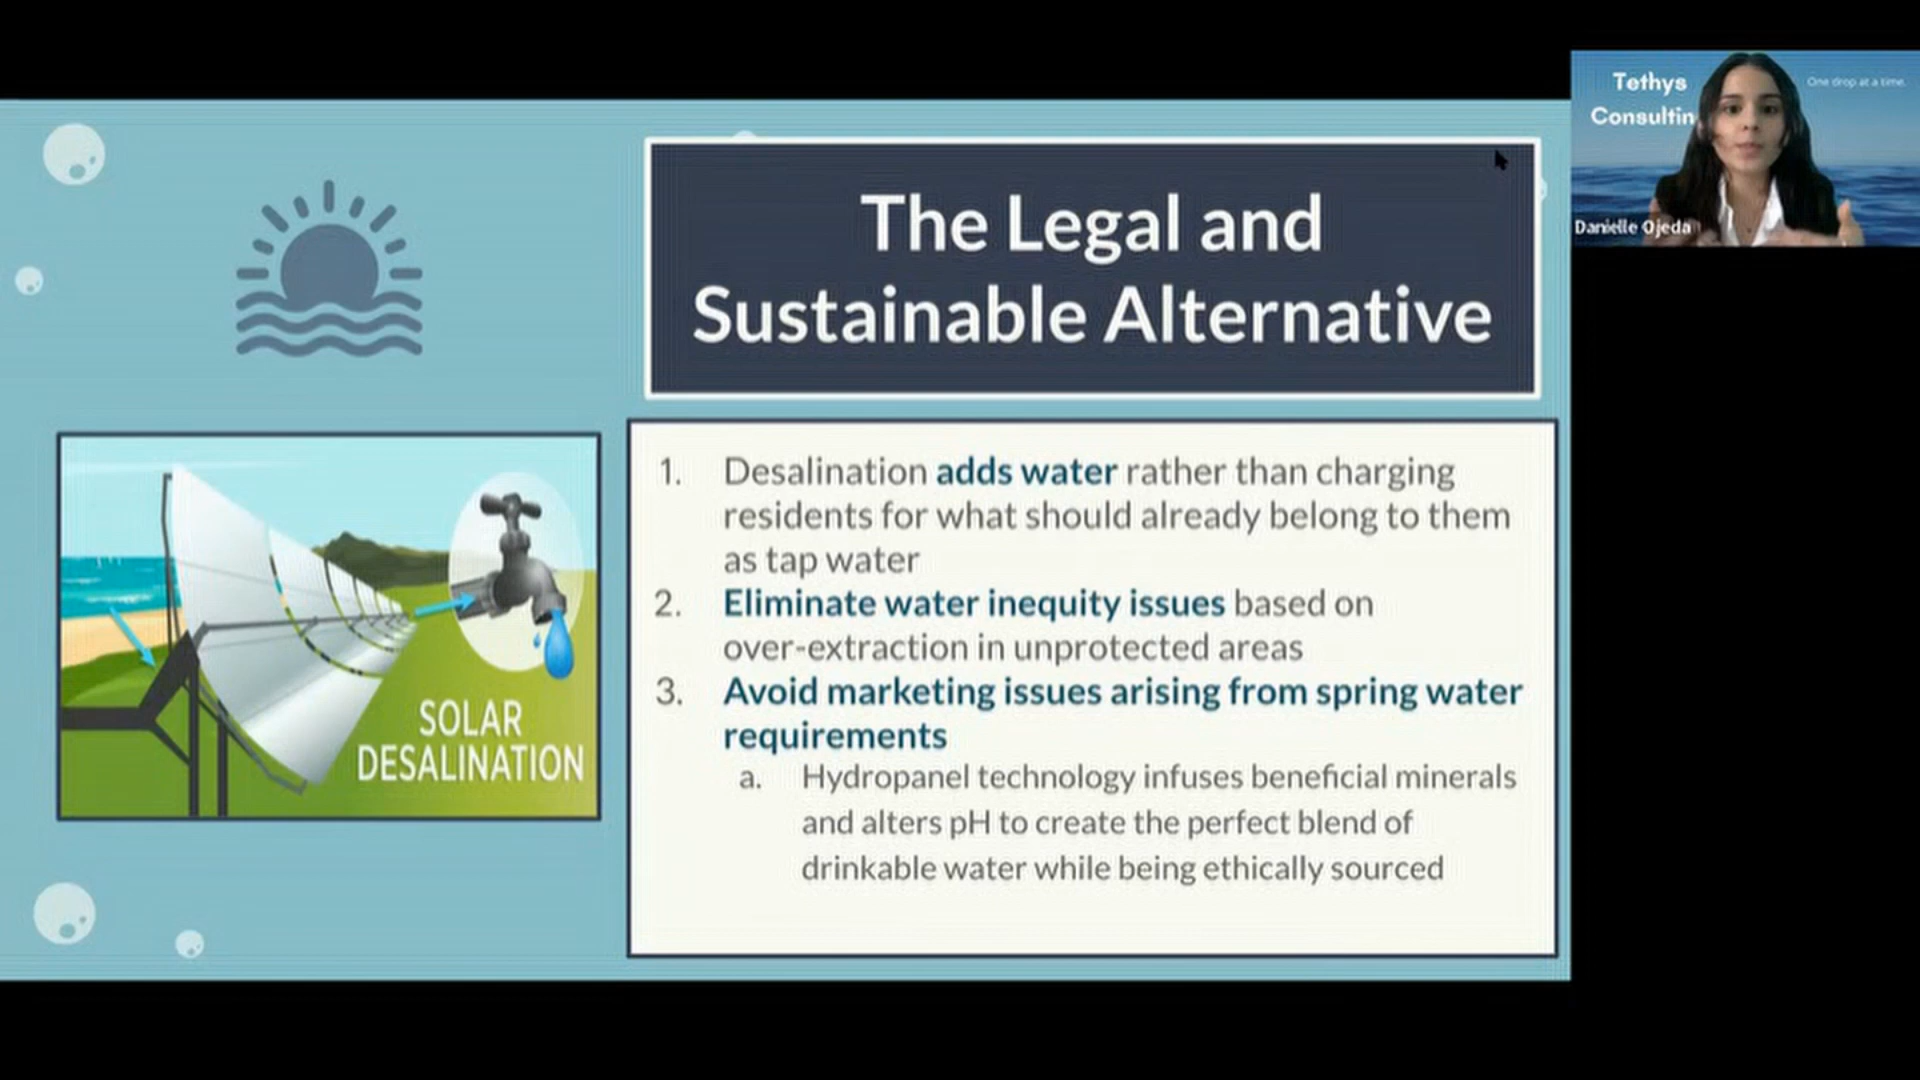 The Legal and
Sustainable Alternative
1. Desalination adds water rather than charging
residents for what should already belong to them
as tap water
2. Eliminate water inequity issues based on
over-extraction in unprotected areas
3. Avoid marketing issues arising from spring water
requirements
a. Hydropanel technology infuses beneficial minerals
and alters pH to create the perfect blend of
drinkable water while being ethically sourced
SOLAR
DESALINATION
Tethys
Consultin
One drop at a time.
Danielle Ojeda